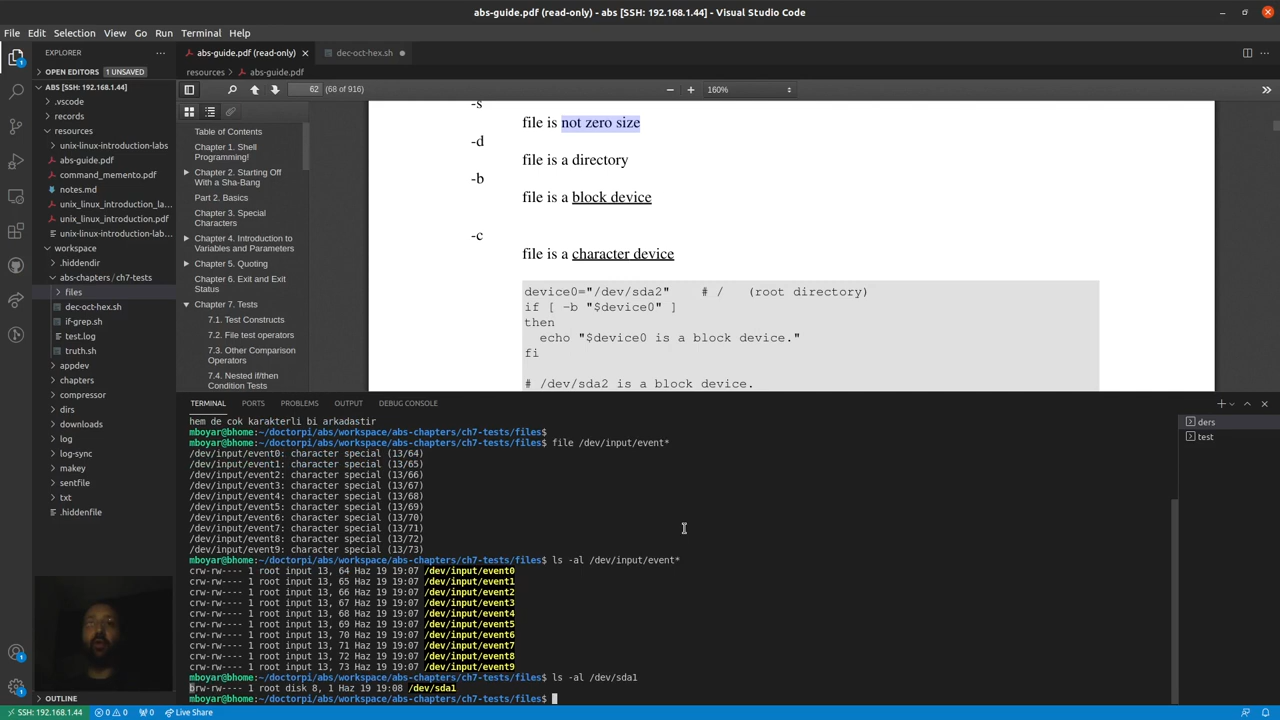 abs-guide.pdf (read-only) - abs [SSH: 192.168.1.44] - Visual Studio Code
File Edit Selection View Go Run Terminal Help
EXPLORER
OPEN EDITORS 1 UNSAVED
ABS [SSH: 192.168.1.44]
.vscode
records
resources
unix-linux-introduction-labs
abs-guide.pdf
command_memento.pdf
notes.md
unix_linux_introduction_la...
unix_linux_introduction.pdf
unix-linux-introduction-lab...
workspace
.hiddendir
abs-chapters / ch7-tests
files
dec-oct-hex.sh
if-grep.sh
test.log
truth.sh
appdev
chapters
compressor
dirs
downloads
log
log-sync
makey
sentfile
txt
.hiddenfile
OUTLINE
abs-guide.pdf (read-only)
dec-oct-hex.sh
resources > abs-guide.pdf
62 (68 of 916)
160%
Table of Contents
Chapter 1. Shell
Programming!
Chapter 2. Starting Off
With a Sha-Bang
Part 2. Basics
Chapter 3. Special
Characters
Chapter 4. Introduction to
Variables and Parameters
Chapter 5. Quoting
Chapter 6. Exit and Exit
Status
Chapter 7. Tests
7.1. Test Constructs
7.2. File test operators
7.3. Other Comparison
Operators
7.4. Nested if/then
Condition Tests
-s
file is not zero size
-d
file is a directory
-b
file is a block device
-c
file is a character device
device0="/dev/sda2" # / (root directory)
if [ -b "$device0" ]
then
echo "$device0 is a block device."
fi
# /dev/sda2 is a block device.
TERMINAL PORTS PROBLEMS OUTPUT DEBUG CONSOLE
ders
test
hem de cok karakterli bi arkadastir
mboyar@bhome:~/doctorpi/abs/workspace/abs-chapters/ch7-tests/files$
mboyar@bhome:~/doctorpi/abs/workspace/abs-chapters/ch7-tests/files$ file /dev/input/event*
/dev/input/event0: character special (13/64)
/dev/input/event1: character special (13/65)
/dev/input/event2: character special (13/66)
/dev/input/event3: character special (13/67)
/dev/input/event4: character special (13/68)
/dev/input/event5: character special (13/69)
/dev/input/event6: character special (13/70)
/dev/input/event7: character special (13/71)
/dev/input/event8: character special (13/72)
/dev/input/event9: character special (13/73)
mboyar@bhome:~/doctorpi/abs/workspace/abs-chapters/ch7-tests/files$ ls -al /dev/input/event*
crw-rw---- 1 root input 13, 64 Haz 19 19:07 /dev/input/event0
crw-rw---- 1 root input 13, 65 Haz 19 19:07 /dev/input/event1
crw-rw---- 1 root input 13, 66 Haz 19 19:07 /dev/input/event2
crw-rw---- 1 root input 13, 67 Haz 19 19:07 /dev/input/event3
crw-rw---- 1 root input 13, 68 Haz 19 19:07 /dev/input/event4
crw-rw---- 1 root input 13, 69 Haz 19 19:07 /dev/input/event5
crw-rw---- 1 root input 13, 70 Haz 19 19:07 /dev/input/event6
crw-rw---- 1 root input 13, 71 Haz 19 19:07 /dev/input/event7
crw-rw---- 1 root input 13, 72 Haz 19 19:07 /dev/input/event8
crw-rw---- 1 root input 13, 73 Haz 19 19:07 /dev/input/event9
mboyar@bhome:~/doctorpi/abs/workspace/abs-chapters/ch7-tests/files$ ls -al /dev/sda1
brw-rw---- 1 root disk 8, 1 Haz 19 19:08 /dev/sda1
mboyar@bhome:~/doctorpi/abs/workspace/abs-chapters/ch7-tests/files$
SSH: 192.168.1.44 0 0 0 Live Share